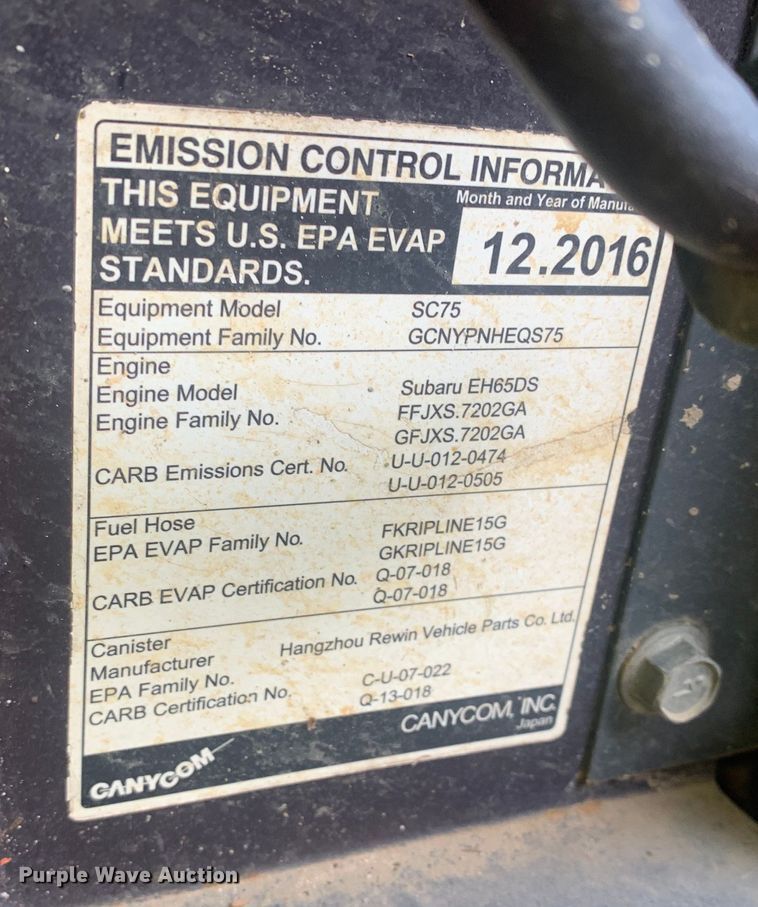 EMISSION CONTROL INFORMA
THIS EQUIPMENT
MEETS U.S. EPA EVAP
STANDARDS.
Month and Year of Manufa
12.2016
Equipment Model SC75
Equipment Family No. GCNYPNHEQS75
Engine
Engine Model Subaru EH65DS
Engine Family No. FFJXS.7202GA
GFJXS.7202GA
CARB Emissions Cert. No. U-U-012-0474
U-U-012-0505
Fuel Hose
EPA EVAP Family No. FKRIPLINE15G
GKRIPLINE15G
CARB EVAP Certification No. Q-07-018
Q-07-018
Canister
Manufacturer Hangzhou Rewin Vehicle Parts Co. Ltd.
EPA Family No. C-U-07-022
CARB Certification No. Q-13-018
CANYCOM CANYCOM, INC.
Japan
Purple Wave Auction